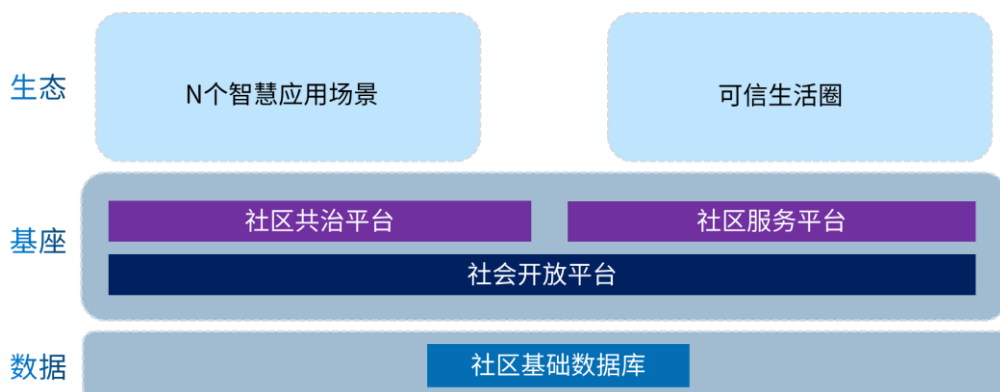 生态
N个智慧应用场景
可信生活圈
基座
社区共治平台
社区服务平台
社会开放平台
数据
社区基础数据库